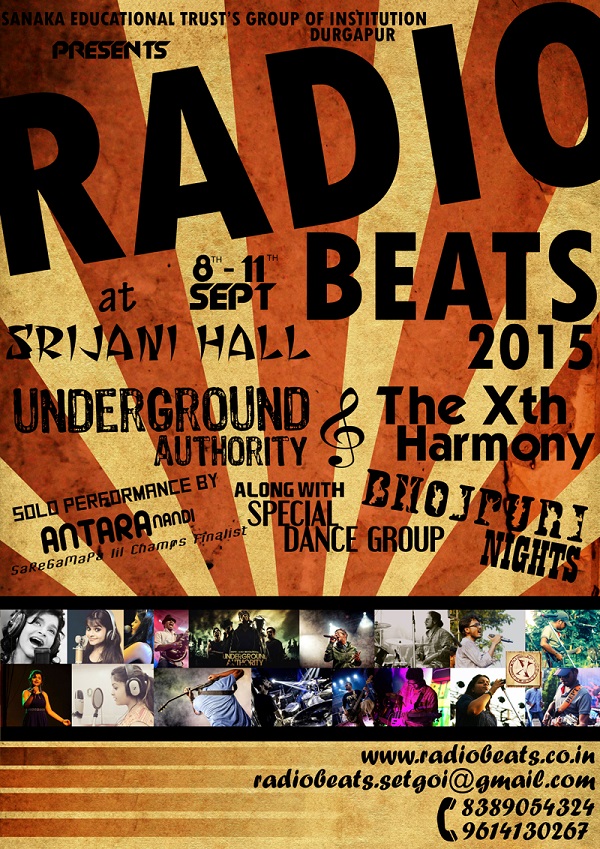 SANAKA EDUCATIONAL TRUST'S GROUP OF INSTITUTION
DURGAPUR
PRESENTS
RADIO
BEATS
2015
8TH - 11TH
SEPT
at
SRIJANI HALL
UNDERGROUND
AUTHORITY
The Xth
Harmony
SOLO PERFORMANCE BY
ANTARA NANDI
SaReGaMaPa lil Champs Finalist
ALONG WITH
SPECIAL
DANCE GROUP
BHOJPURI
NIGHTS
UNDERGROUND
AUTHORITY
X
www.radiobeats.co.in
radiobeats.setgoi@gmail.com
8389054324
9614130267